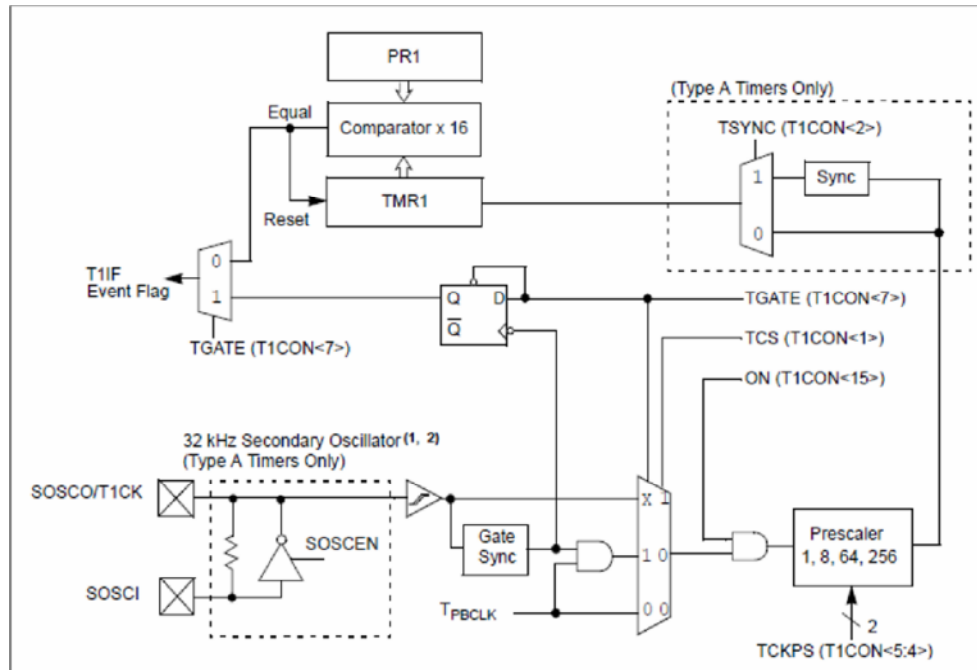 PR1
(Type A Timers Only)
Equal
Comparator x 16
TSYNC (T1CON<2>)
1
Sync
Reset
TMR1
0
0
T1IF
Event Flag
1
Q
D
Q
TGATE (T1CON<7>)
TGATE (T1CON<7>)
TCS (T1CON<1>)
ON (T1CON<15>)
32 kHz Secondary Oscillator(1, 2)
(Type A Timers Only)
SOSCO/T1CK
X 1
SOSCEN
Gate
Sync
1 0
Prescaler
1, 8, 64, 256
SOSCI
TPBCLK
0 0
2
TCKPS (T1CON<5:4>)